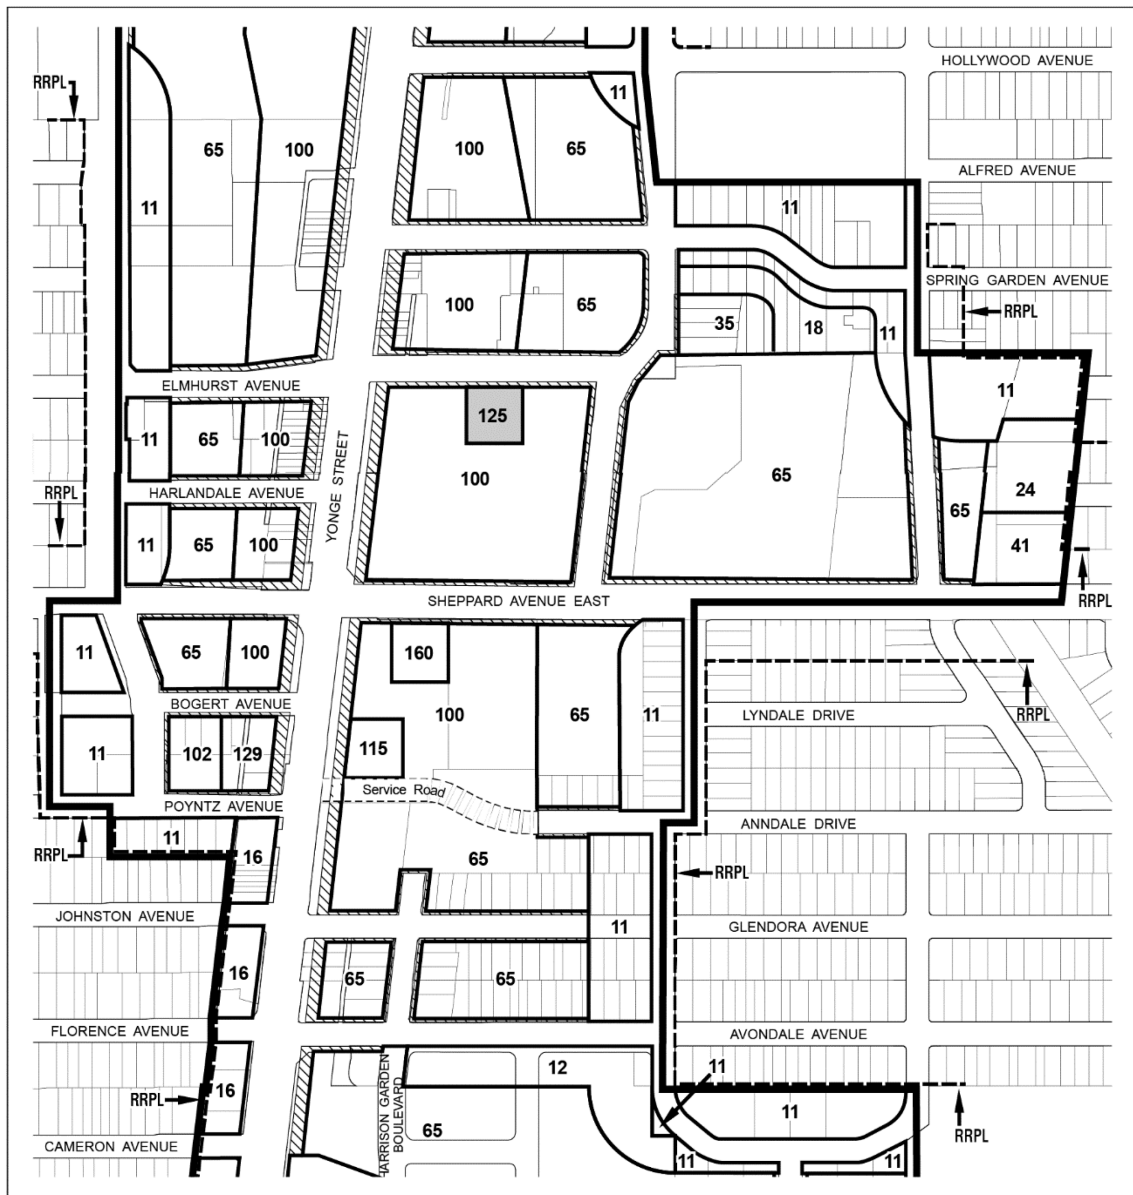 HOLLYWOOD AVENUE
RRPL
11
65
100
100
65
11
ALFRED AVENUE
11
11
SPRING GARDEN AVENUE
100
65
35
18
11
RRPL
ELMHURST AVENUE
11
65
100
YONGE STREET
125
100
65
11
HARLANDALE AVENUE
RRPL
11
65
100
65
24
41
RRPL
SHEPPARD AVENUE EAST
11
65
100
160
100
65
11
BOGERT AVENUE
RRPL
LYNDALE DRIVE
11
102
129
115
POYNTZ AVENUE
Service Road
ANNDALE DRIVE
RRPL
11
16
65
RRPL
JOHNSTON AVENUE
11
GLENDORA AVENUE
16
65
65
FLORENCE AVENUE
AVONDALE AVENUE
12
11
16
RRPL
HARRISON GARDEN
BOULEVARD
65
11
RRPL
CAMERON AVENUE
11
11